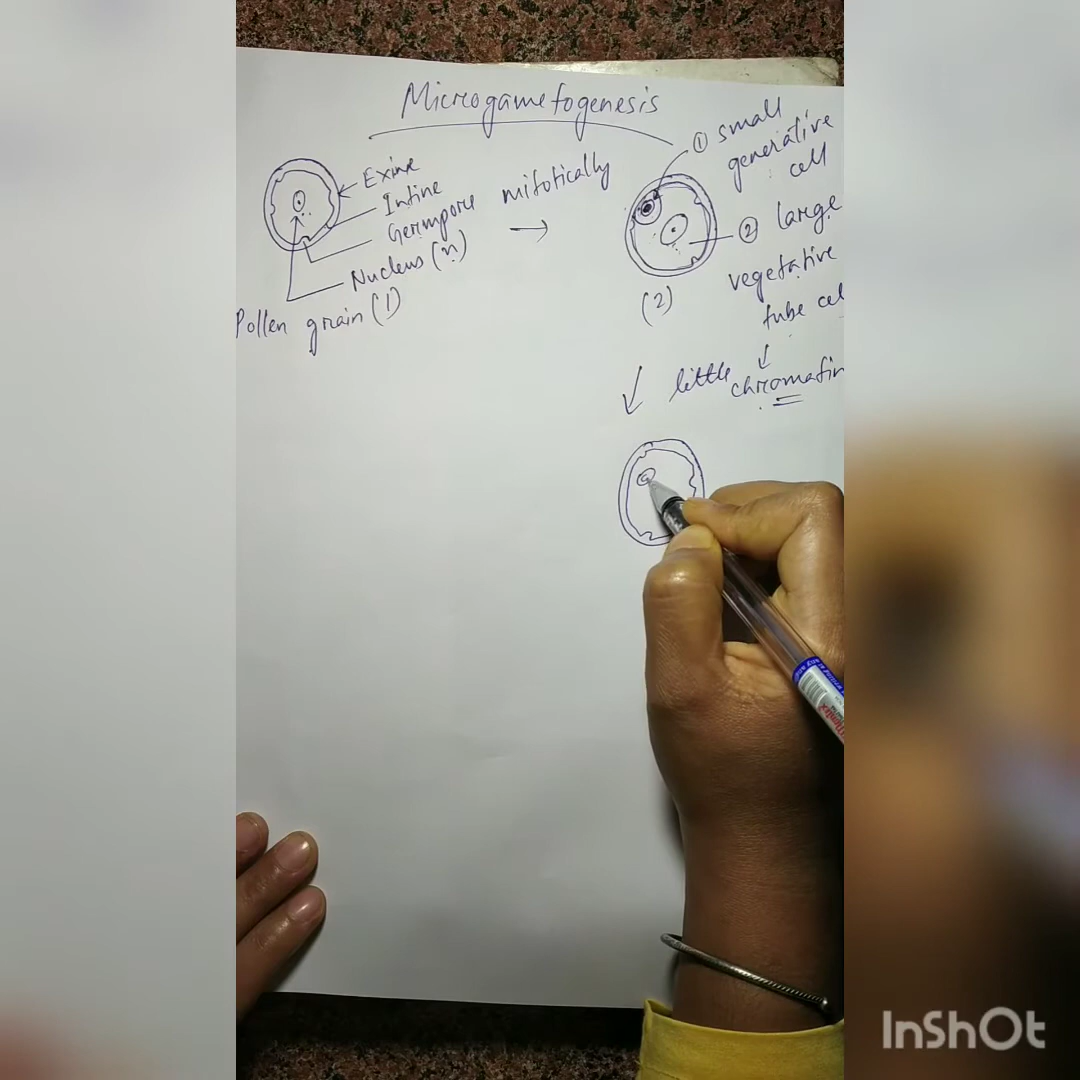 Microgametogenesis
Exine
Intine
Germpore
Nucleus (n)
Pollen grain (1)
mitotically
→
① small
generative
cell
② large
vegetative
tube cel
↓
little chromatin
(2)
InShOt